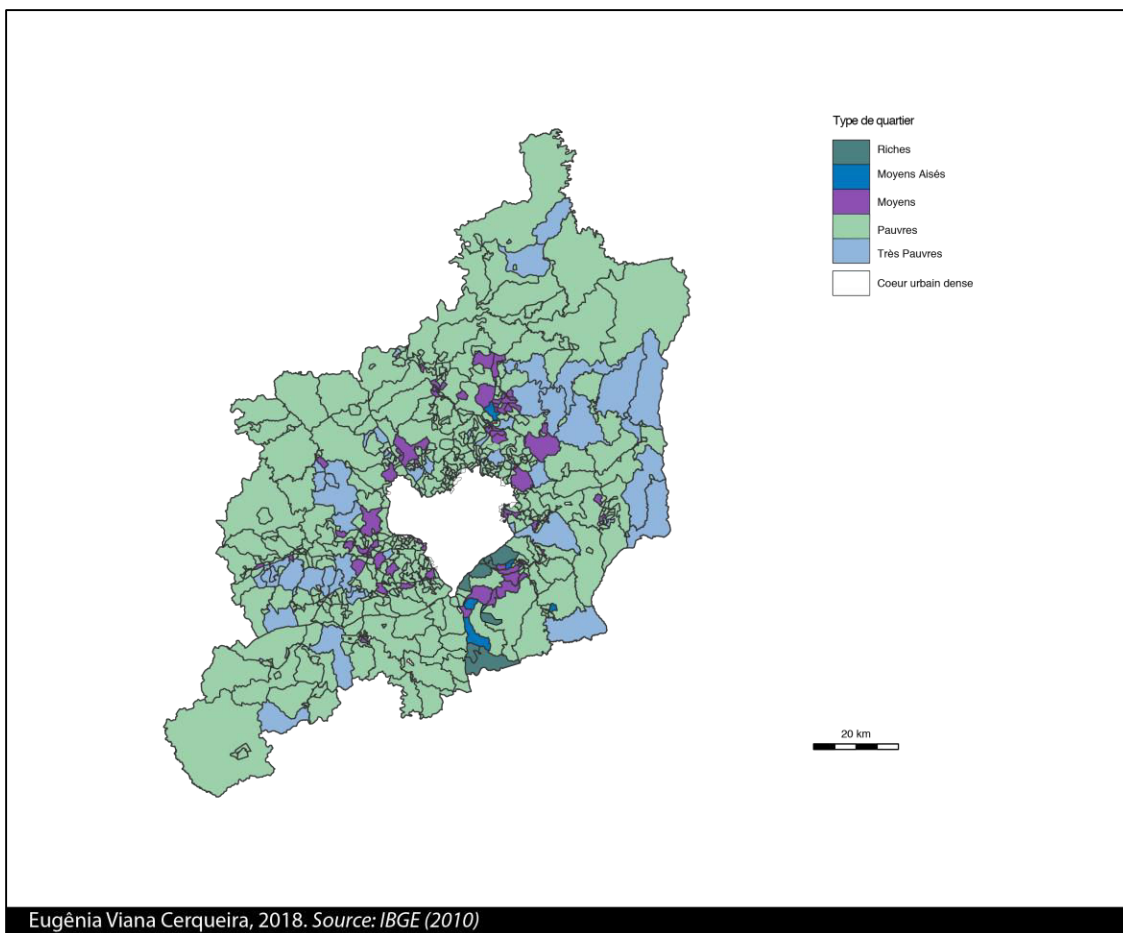 Type de quartier
Riches
Moyens Aisés
Moyens
Pauvres
Très Pauvres
Coeur urbain dense
20 km
Eugênia Viana Cerqueira, 2018. Source: IBGE (2010)